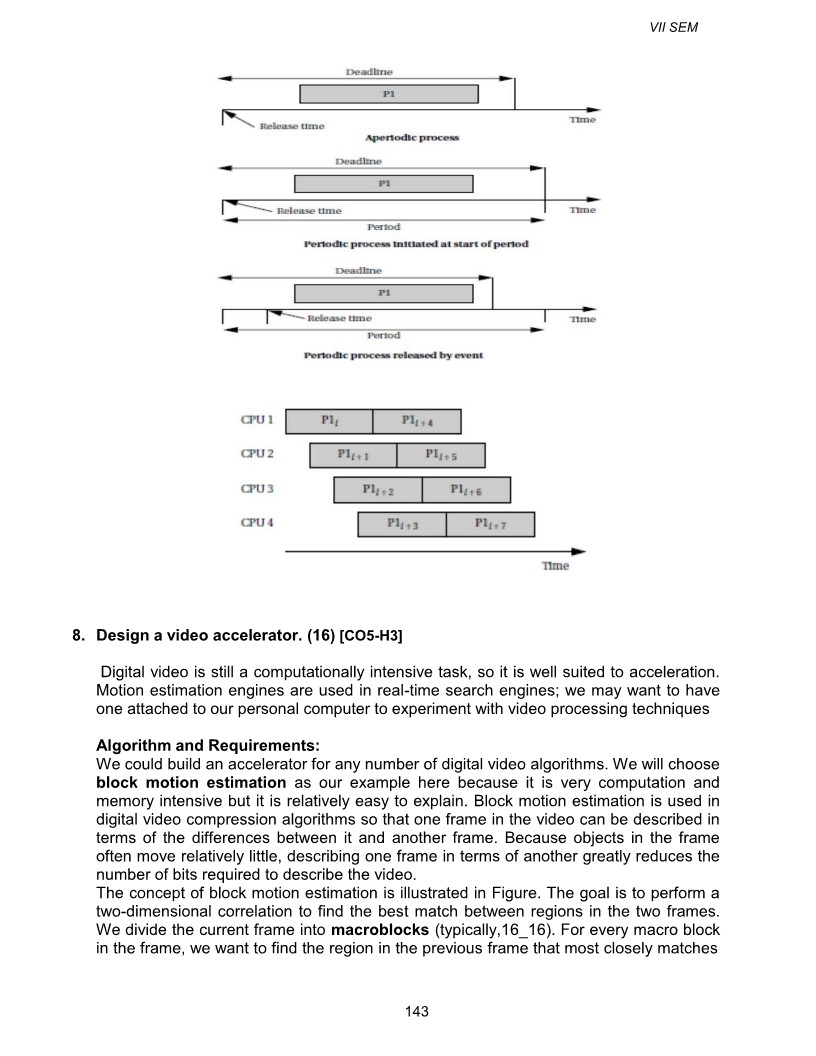 VII SEM
Deadline
P1
Time
Release time
Aperiodic process
Deadline
P1
Time
Release time
Period
Periodic process initiated at start of period
Deadline
P1
Release time
Time
Period
Periodic process released by event
CPU 1 P1i P1i+4
CPU 2 P1i+1 P1i+5
CPU 3 P1i+2 P1i+6
CPU 4 P1i+3 P1i+7
Time
8. Design a video accelerator. (16) [CO5-H3]
Digital video is still a computationally intensive task, so it is well suited to acceleration.
Motion estimation engines are used in real-time search engines; we may want to have
one attached to our personal computer to experiment with video processing techniques
Algorithm and Requirements:
We could build an accelerator for any number of digital video algorithms. We will choose
block motion estimation as our example here because it is very computation and
memory intensive but it is relatively easy to explain. Block motion estimation is used in
digital video compression algorithms so that one frame in the video can be described in
terms of the differences between it and another frame. Because objects in the frame
often move relatively little, describing one frame in terms of another greatly reduces the
number of bits required to describe the video.
The concept of block motion estimation is illustrated in Figure. The goal is to perform a
two-dimensional correlation to find the best match between regions in the two frames.
We divide the current frame into macroblocks (typically,16_16). For every macro block
in the frame, we want to find the region in the previous frame that most closely matches
143